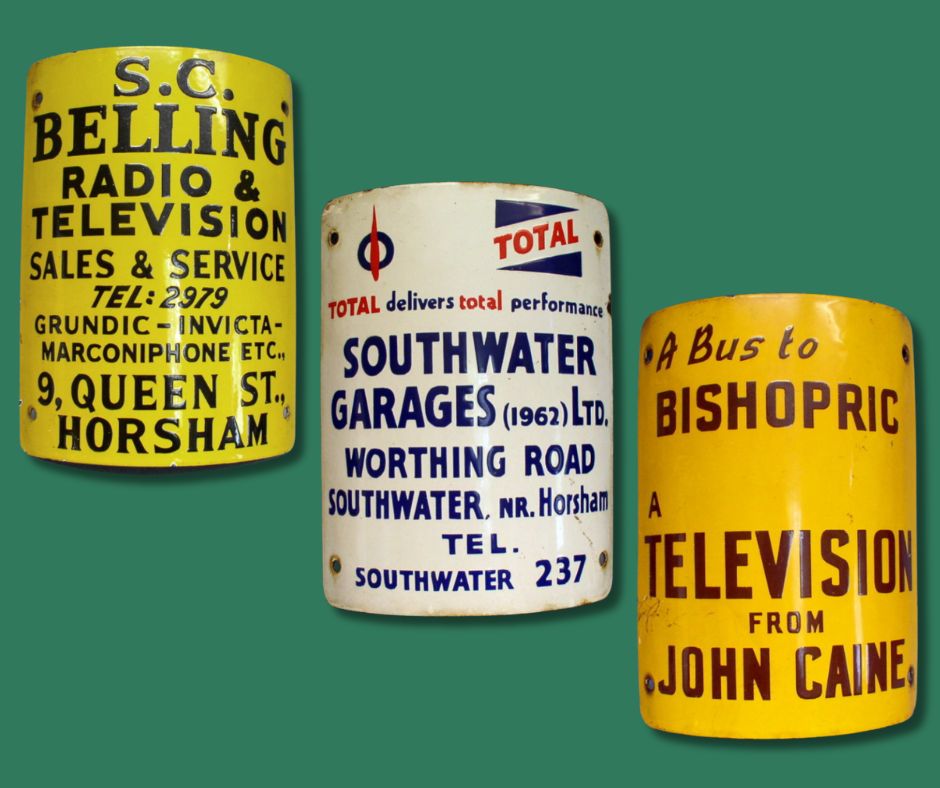 S.C.
BELLING
RADIO &
TELEVISION
SALES & SERVICE
TEL: 2979
GRUNDIC - INVICTA -
MARCONIPHONE ETC.,
9, QUEEN ST.,
HORSHAM
TOTAL
TOTAL delivers total performance
SOUTHWATER
GARAGES (1962) LTD.
WORTHING ROAD
SOUTHWATER, NR. Horsham
TEL.
SOUTHWATER 237
A Bus to
BISHOPRIC
A
TELEVISION
FROM
JOHN CAINE